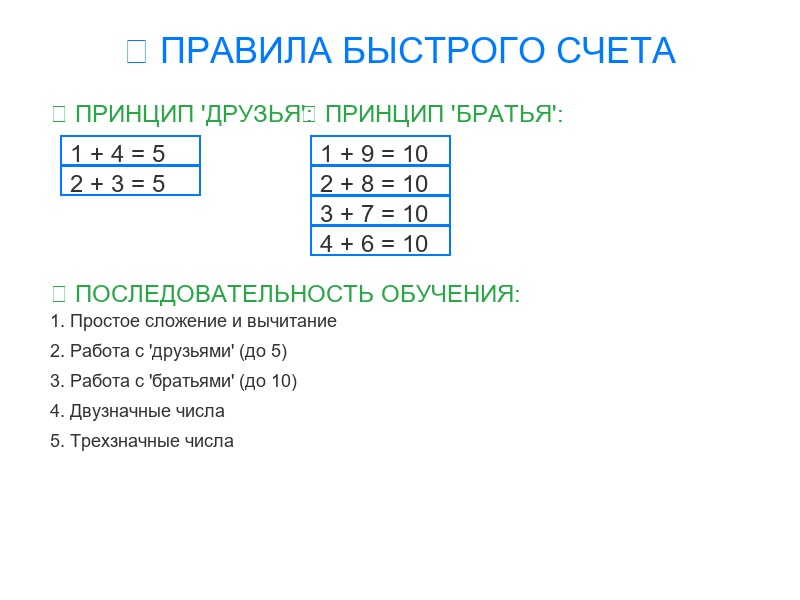 ПРАВИЛА БЫСТРОГО СЧЕТА
ПРИНЦИП 'ДРУЗЬЯ':
1 + 4 = 5
2 + 3 = 5
ПРИНЦИП 'БРАТЬЯ':
1 + 9 = 10
2 + 8 = 10
3 + 7 = 10
4 + 6 = 10
ПОСЛЕДОВАТЕЛЬНОСТЬ ОБУЧЕНИЯ:
1. Простое сложение и вычитание
2. Работа с 'друзьями' (до 5)
3. Работа с 'братьями' (до 10)
4. Двузначные числа
5. Трехзначные числа